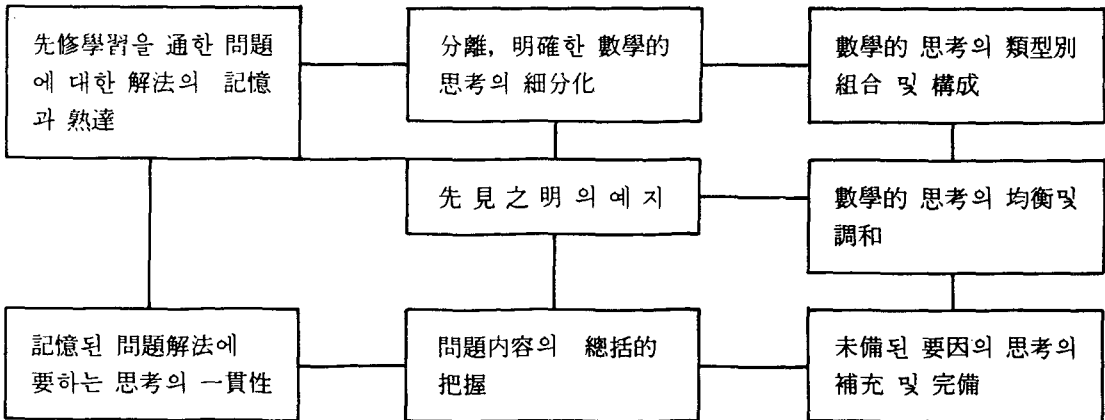 先修學習을 通한 問題
에 대한 解法의 記憶
과 熟達
分離, 明確한 數學的
思考의 細分化
數學的 思考의 類型別
組合 및 構成
先見之明의 예지
數學的 思考의 均衡및
調和
記憶된 問題解法에
要하는 思考의 一貫性
問題內容의 總括的
把握
未備된 要因의 思考의
補充 및 完備